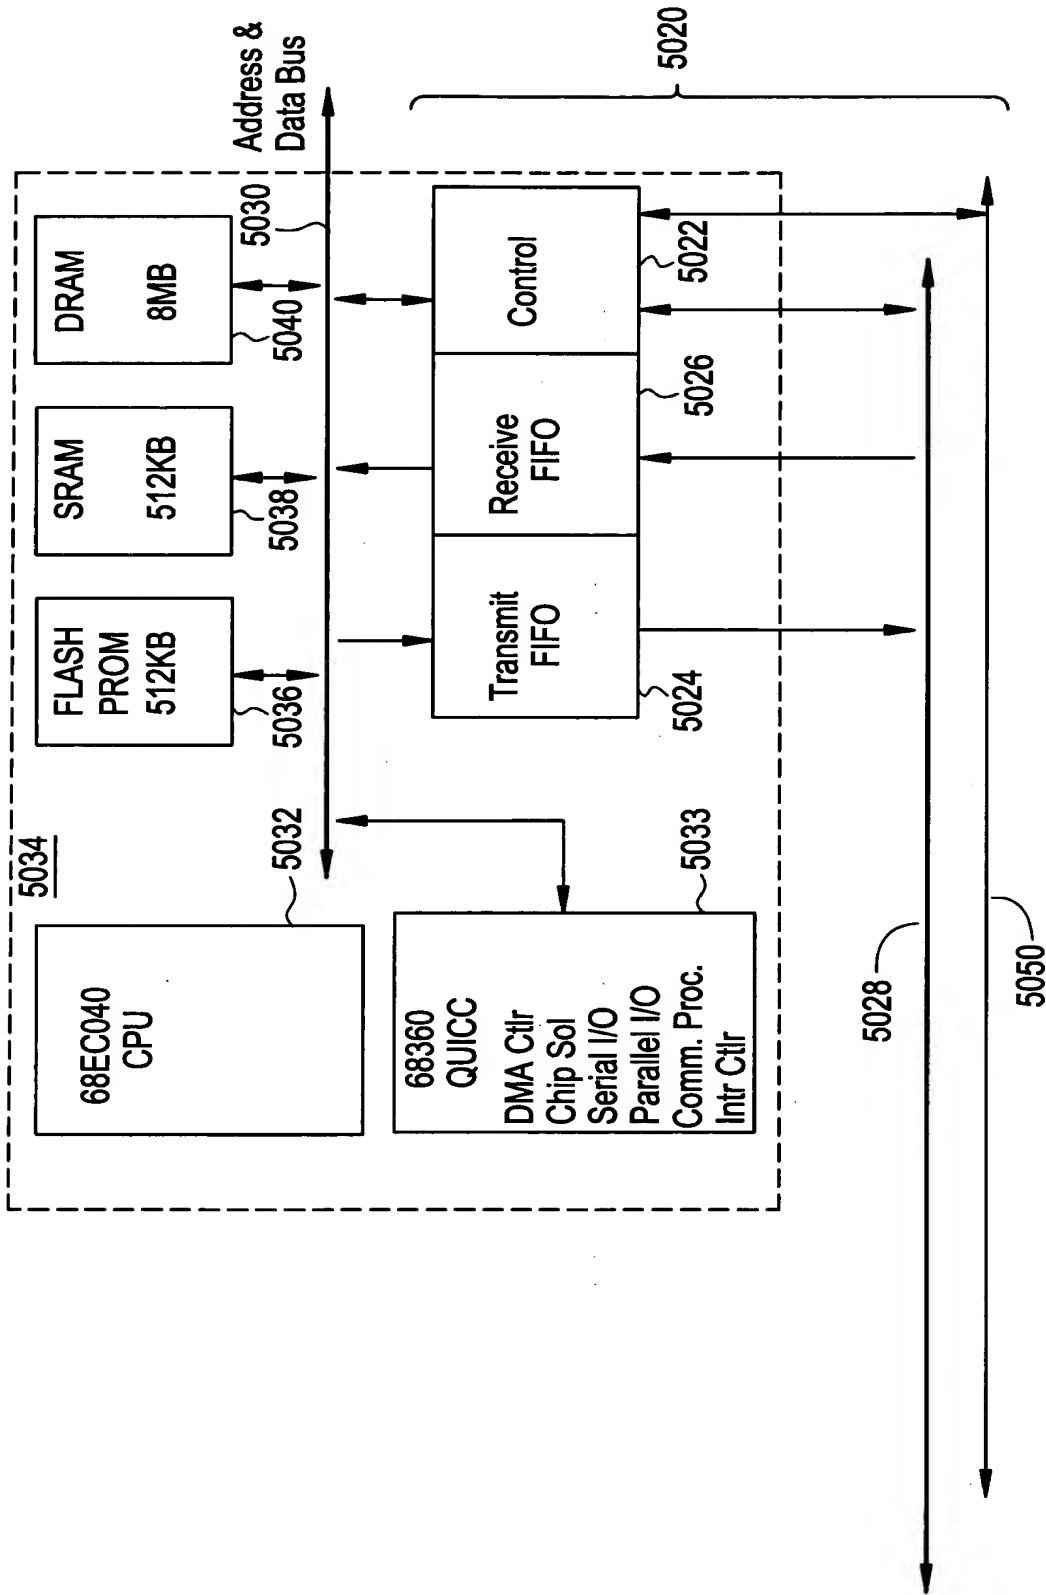 5034
68EC040
CPU
5032
FLASH
PROM
512KB
5036
SRAM
512KB
5038
DRAM
8MB
5040
5030
Address &
Data Bus
68360
QUICC
DMA Ctlr
Chip Sol
Serial I/O
Parallel I/O
Comm. Proc.
Intr Ctlr
5033
Transmit
FIFO
5024
Receive
FIFO
5026
Control
5022
5020
5028
5050